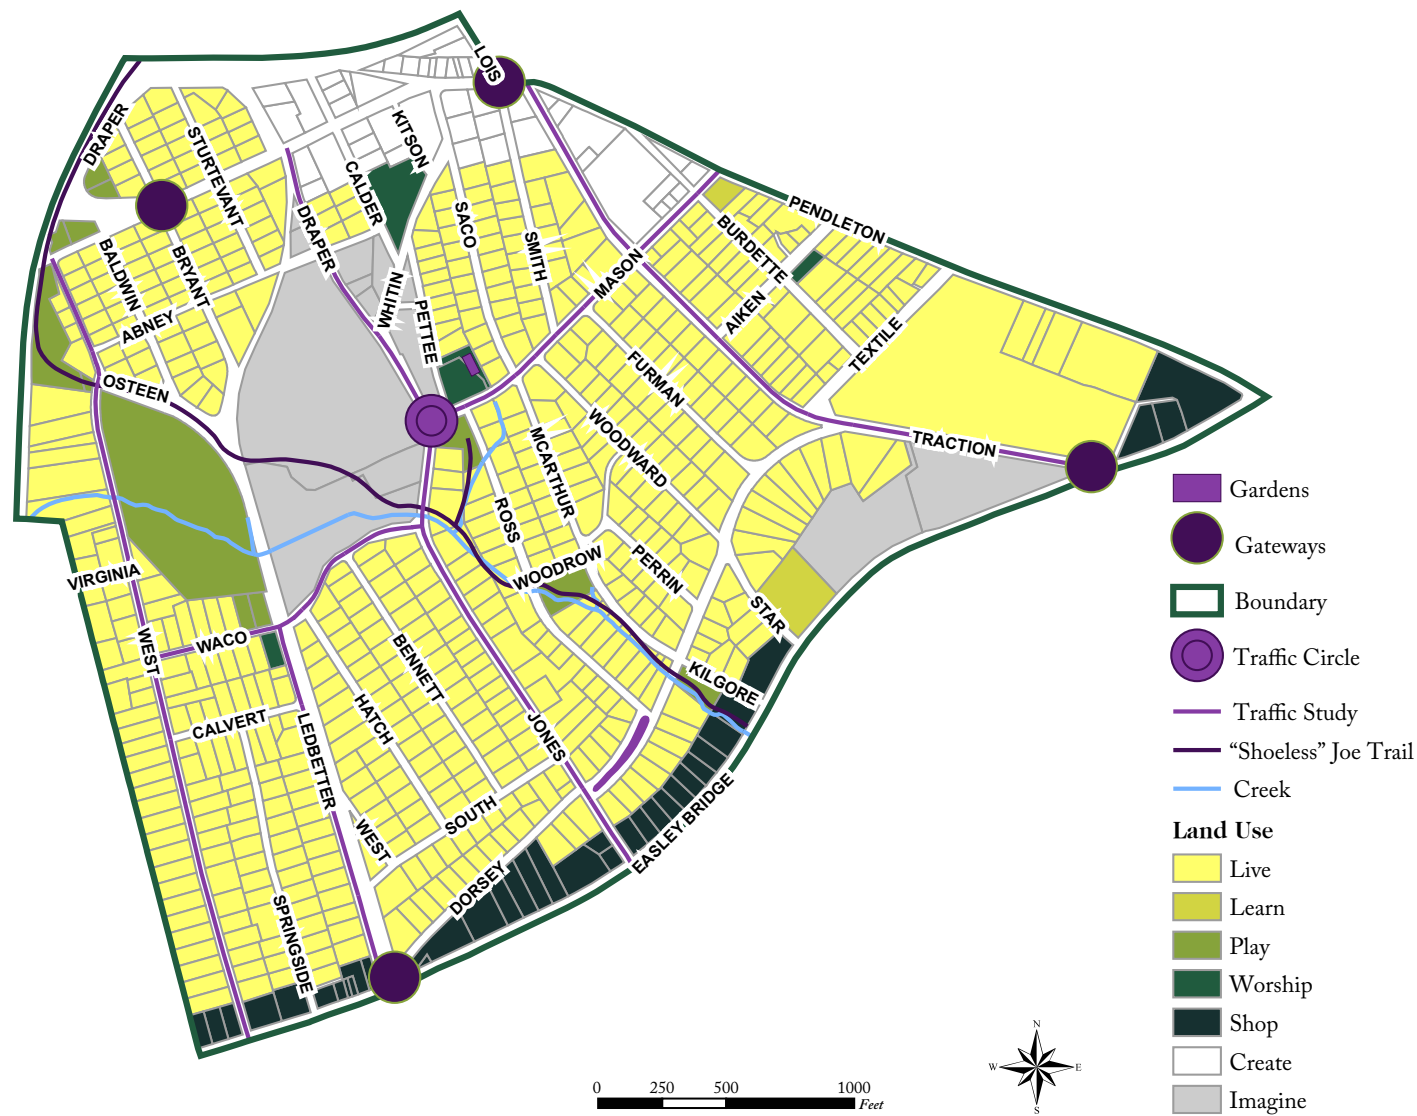 LOIS
DRAPER
STURTEVANT
KITSON
CALDER
DRAPER
SACO
SMITH
PENDLETON
BURDETTE
MASON
BALDWIN
BRYANT
WHITIN
AIKEN
ABNEY
PETTEE
TEXTILE
FURMAN
OSTEEN
WOODWARD
MCARTHUR
TRACTION
ROSS
WOODROW
PERRIN
VIRGINIA
STAR
WEST
WACO
BENNETT
KILGORE
HATCH
CALVERT
JONES
LEDBETTER
SOUTH
WEST
EASLEY BRIDGE
DORSEY
SPRINGSIDE
Gardens
Gateways
Boundary
Traffic Circle
Traffic Study
“Shoeless” Joe Trail
Creek
Land Use
Live
Learn
Play
Worship
Shop
Create
Imagine
N
W E
S
0 250 500 1000
Feet